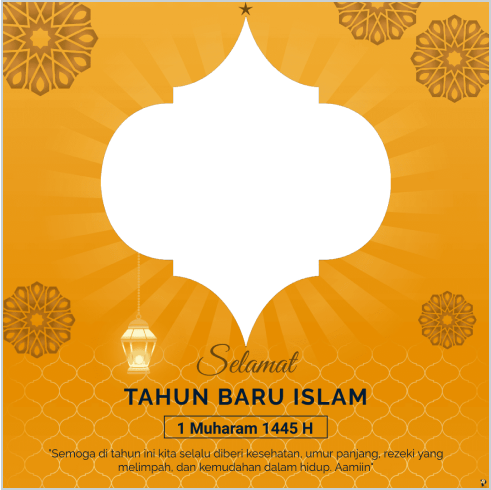 Selamat
TAHUN BARU ISLAM
1 Muharam 1445 H
"Semoga di tahun ini kita selalu diberi kesehatan, umur panjang, rezeki yang
melimpah, dan kemudahan dalam hidup. Aamiin"